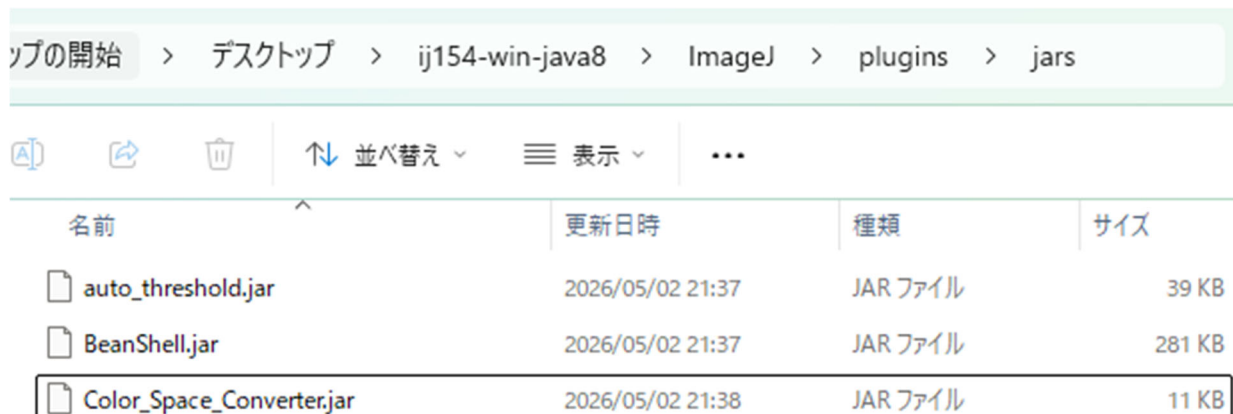 ップの開始 > デスクトップ > ij154-win-java8 > ImageJ > plugins > jars
A 並べ替え 表示 ...
名前 更新日時 種類 サイズ
auto_threshold.jar 2026/05/02 21:37 JAR ファイル 39 KB
BeanShell.jar 2026/05/02 21:37 JAR ファイル 281 KB
Color_Space_Converter.jar 2026/05/02 21:38 JAR ファイル 11 KB